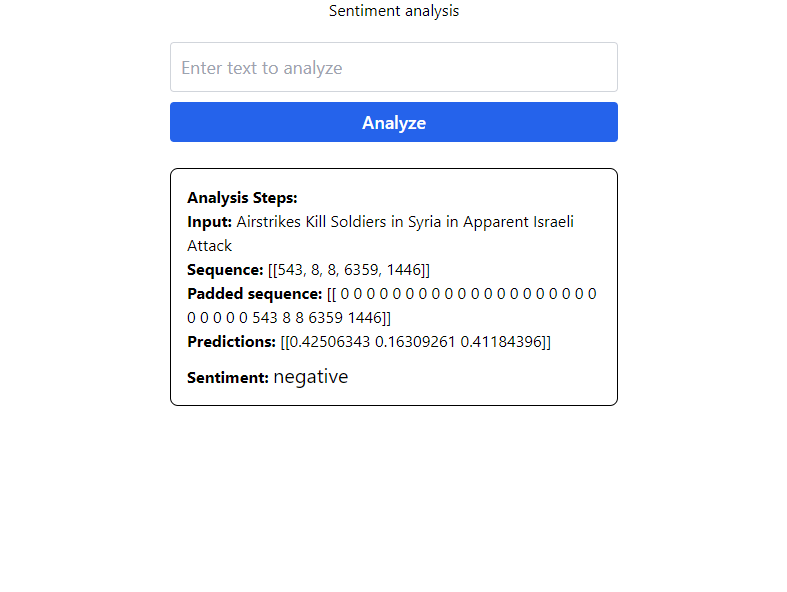 Sentiment analysis
Enter text to analyze
Analyze
Analysis Steps:
Input: Airstrikes Kill Soldiers in Syria in Apparent Israeli
Attack
Sequence: [[543, 8, 8, 6359, 1446]]
Padded sequence: [[ 0 0 0 0 0 0 0 0 0 0 0 0 0 0 0 0 0 0 0 0
0 0 0 0 0 543 8 8 6359 1446]]
Predictions: [[0.42506343 0.16309261 0.41184396]]
Sentiment: negative